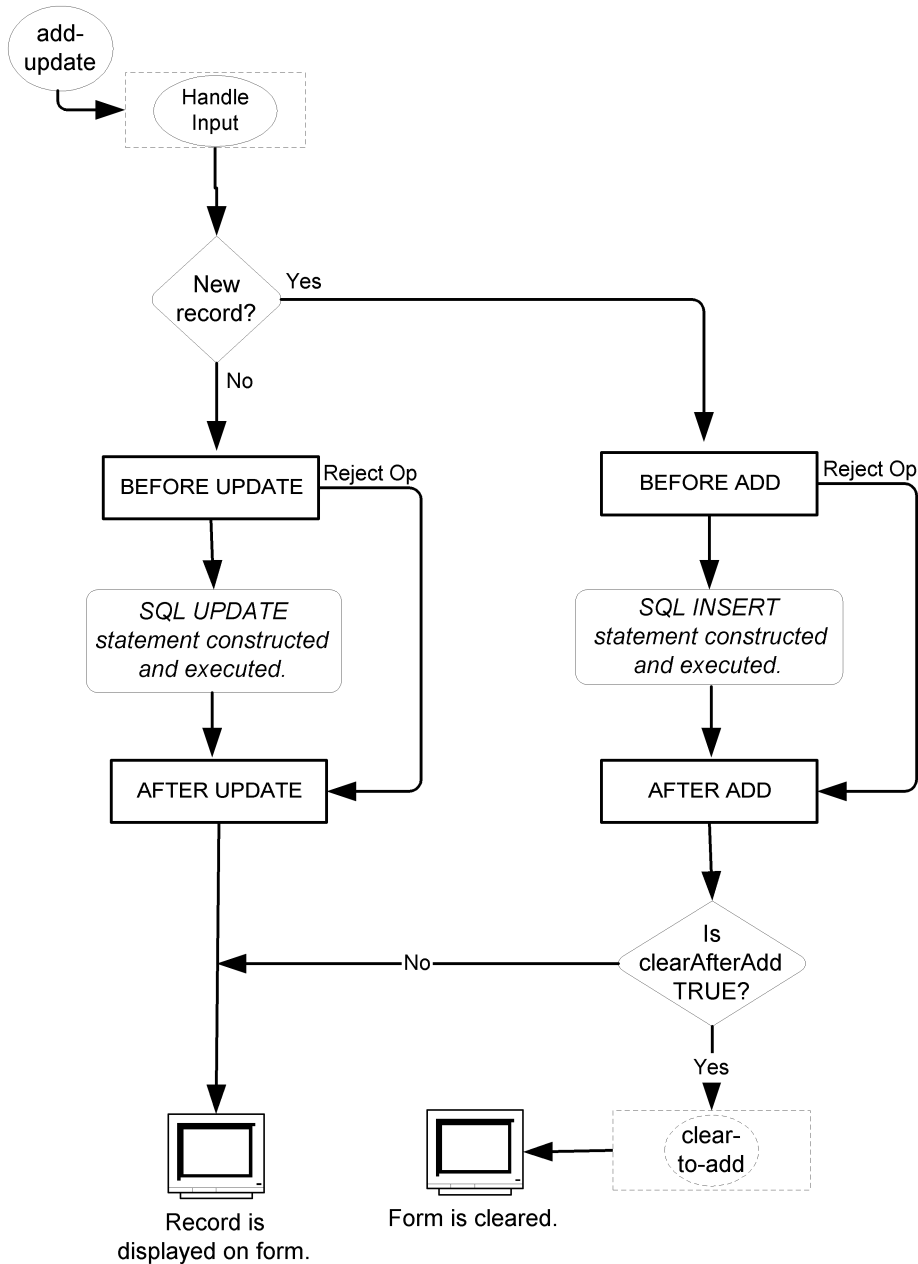 add-
update
Handle
Input
New
record?
Yes
No
BEFORE UPDATE
Reject Op
BEFORE ADD
Reject Op
SQL UPDATE
statement constructed
and executed.
SQL INSERT
statement constructed
and executed.
AFTER UPDATE
AFTER ADD
Is
clearAfterAdd
TRUE?
No
Yes
clear-
to-add
Form is cleared.
Record is
displayed on form.